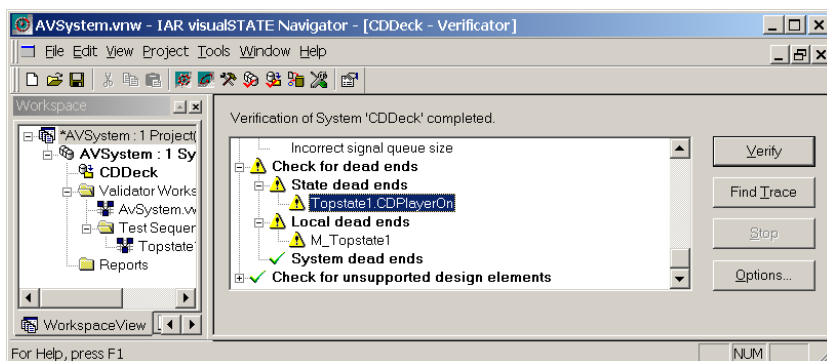 AVSystem.vnw - IAR visualSTATE Navigator - [CDDeck - Verificator]
File Edit View Project Tools Window Help
Workspace
*AVSystem : 1 Project(
AVSystem : 1 Sy
CDDeck
Validator Works
AvSystem.vw
Test Sequer
Topstate
Reports
WorkspaceView
Verification of System 'CDDeck' completed.
Incorrect signal queue size
Check for dead ends
State dead ends
Topstate1.CDPlayerOn
Local dead ends
M_Topstate1
System dead ends
Check for unsupported design elements
Verify
Find Trace
Stop
Options...
For Help, press F1
NUM